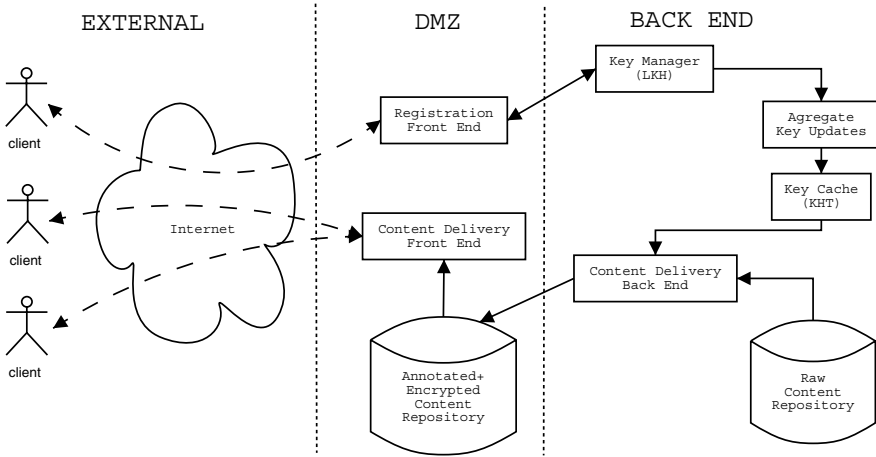 EXTERNAL
DMZ
BACK END
client
client
client
Internet
Registration
Front End
Content Delivery
Front End
Annotated+
Encrypted
Content
Repository
Key Manager
(LKH)
Agregate
Key Updates
Key Cache
(KHT)
Content Delivery
Back End
Raw
Content
Repository